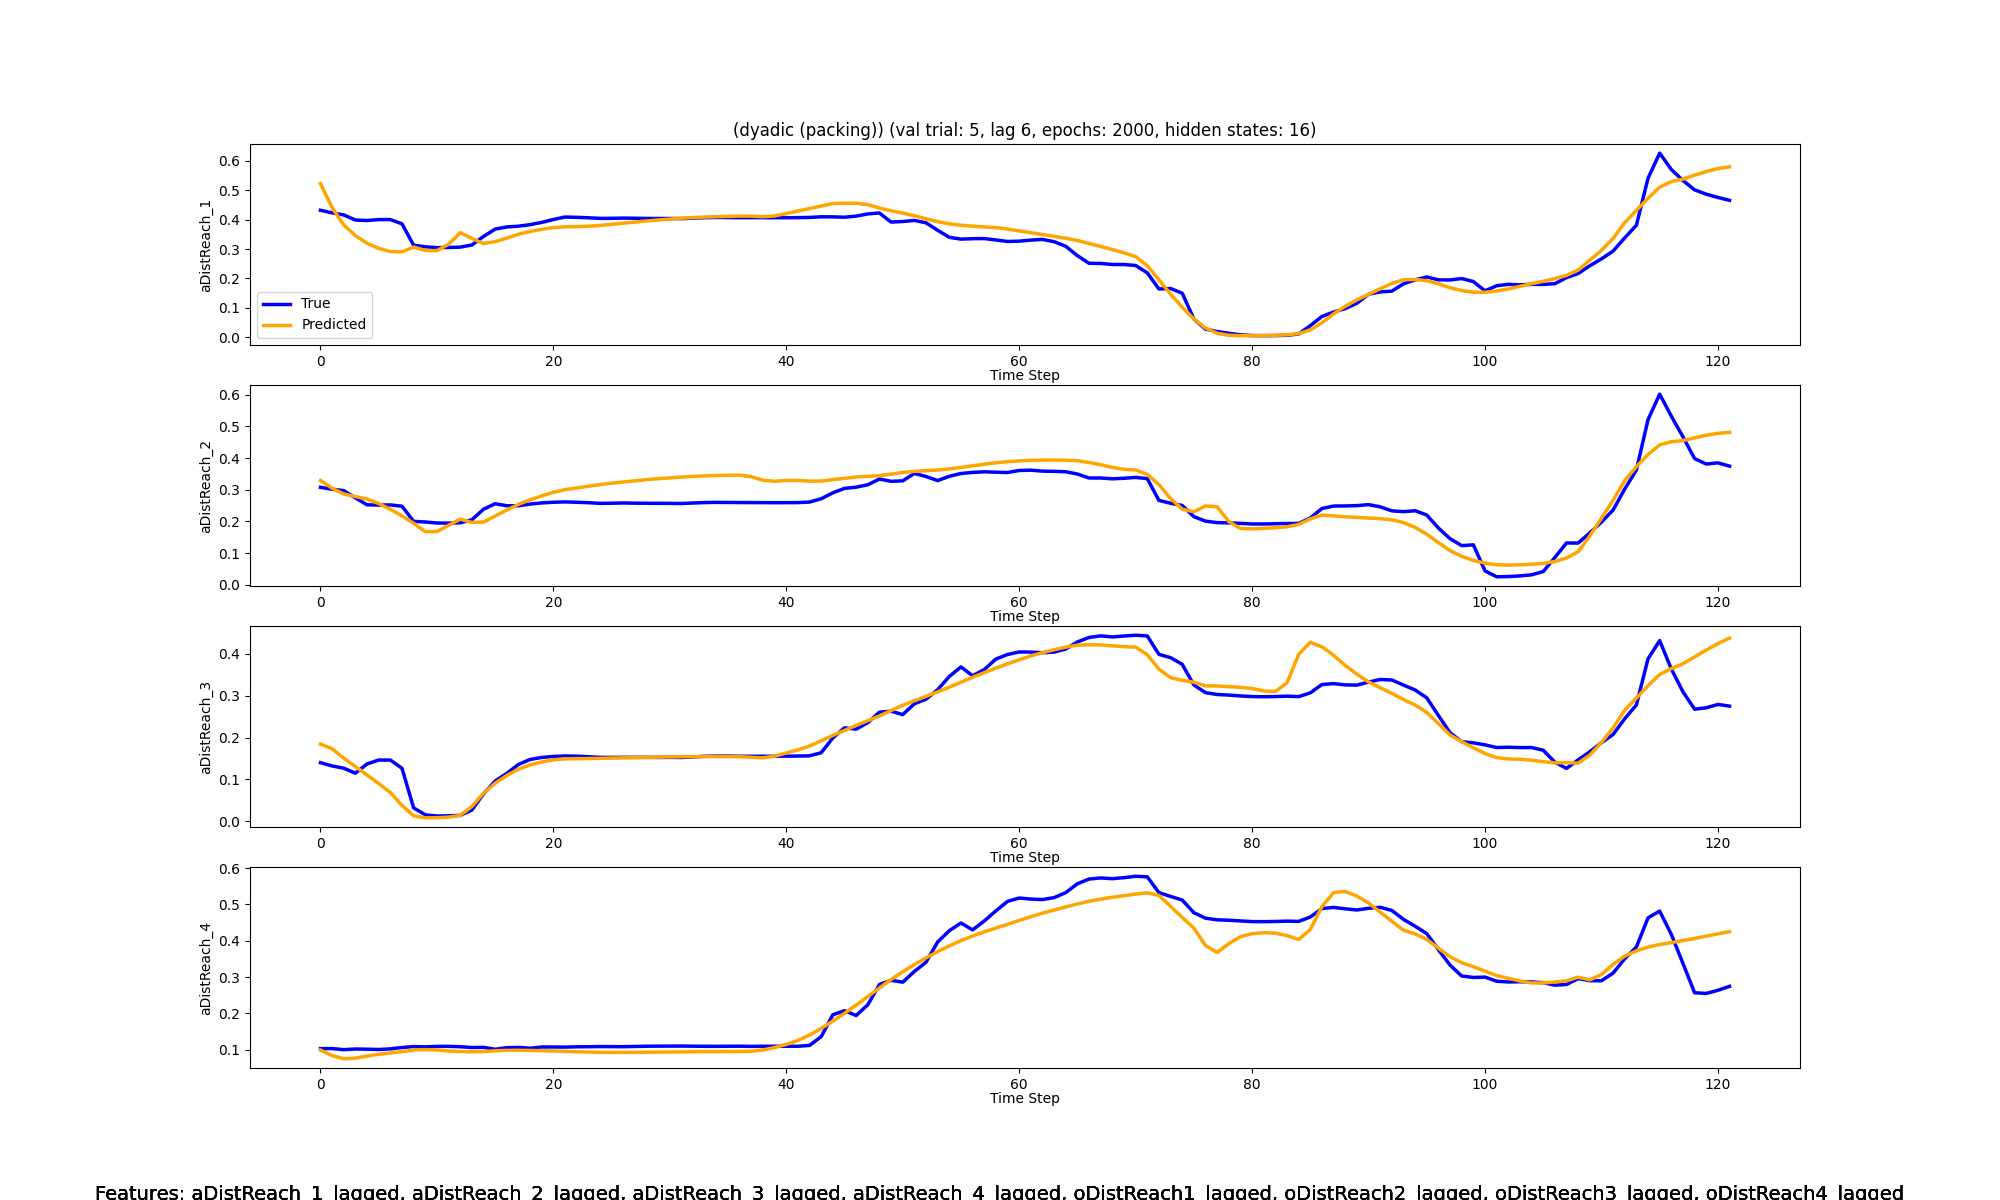 (dyadic (packing)) (val trial: 5, lag 6, epochs: 2000, hidden states: 16)
aDistReach_1
0.6
0.5
0.4
0.3
0.2
0.1
0.0
True
Predicted
0 20 40 60 80 100 120
Time Step
aDistReach_2
0.6
0.5
0.4
0.3
0.2
0.1
0.0
0 20 40 60 80 100 120
Time Step
aDistReach_3
0.4
0.3
0.2
0.1
0.0
0 20 40 60 80 100 120
Time Step
aDistReach_4
0.6
0.5
0.4
0.3
0.2
0.1
0 20 40 60 80 100 120
Time Step
Features: aDistReach_1_lagged, aDistReach_2_lagged, aDistReach_3_lagged, aDistReach_4_lagged, oDistReach1_lagged, oDistReach2_lagged, oDistReach3_lagged, oDistReach4_lagged